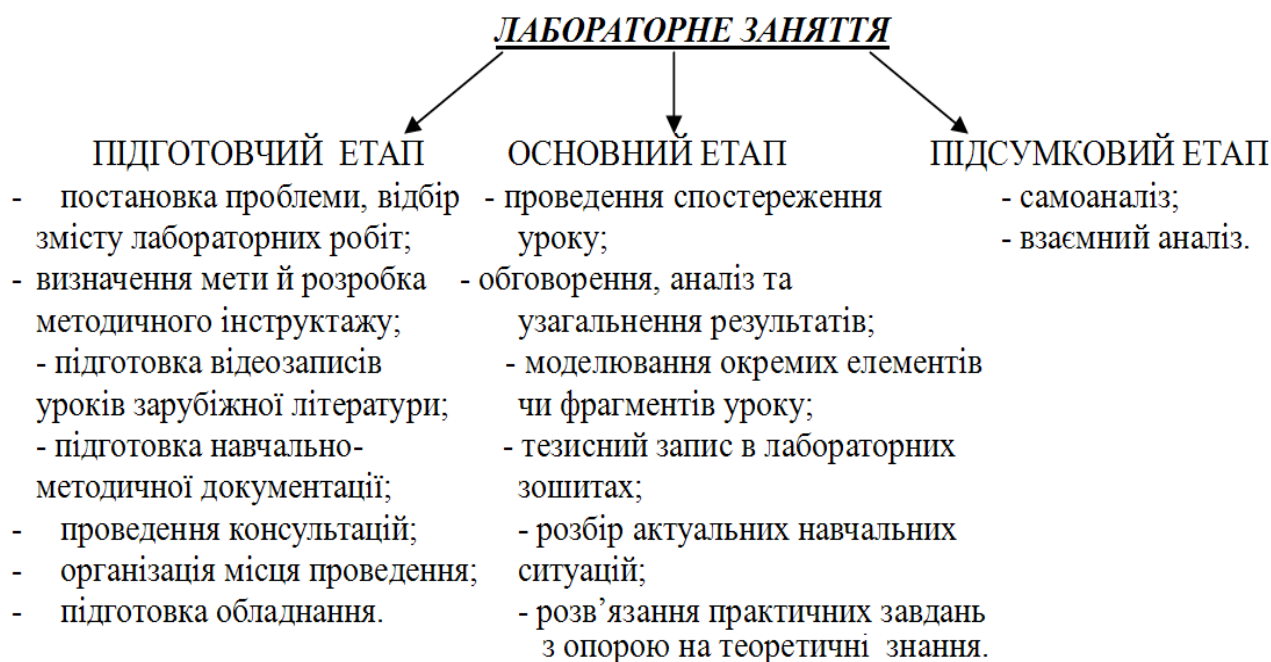 ЛАБОРАТОРНЕ ЗАНЯТТЯ
ПІДГОТОВЧИЙ ЕТАП
- постановка проблеми, відбір
змісту лабораторних робіт;
- визначення мети й розробка
методичного інструктажу;
- підготовка відеозаписів
уроків зарубіжної літератури;
- підготовка навчально-
методичної документації;
- проведення консультацій;
- організація місця проведення;
- підготовка обладнання.
ОСНОВНИЙ ЕТАП
- проведення спостереження
уроку;
- обговорення, аналіз та
узагальнення результатів;
- моделювання окремих елементів
чи фрагментів уроку;
- тезисний запис в лабораторних
зошитах;
- розбір актуальних навчальних
ситуацій;
- розв’язання практичних завдань
з опорою на теоретичні знання.
ПІДСУМКОВИЙ ЕТАП
- самоаналіз;
- взаємний аналіз.